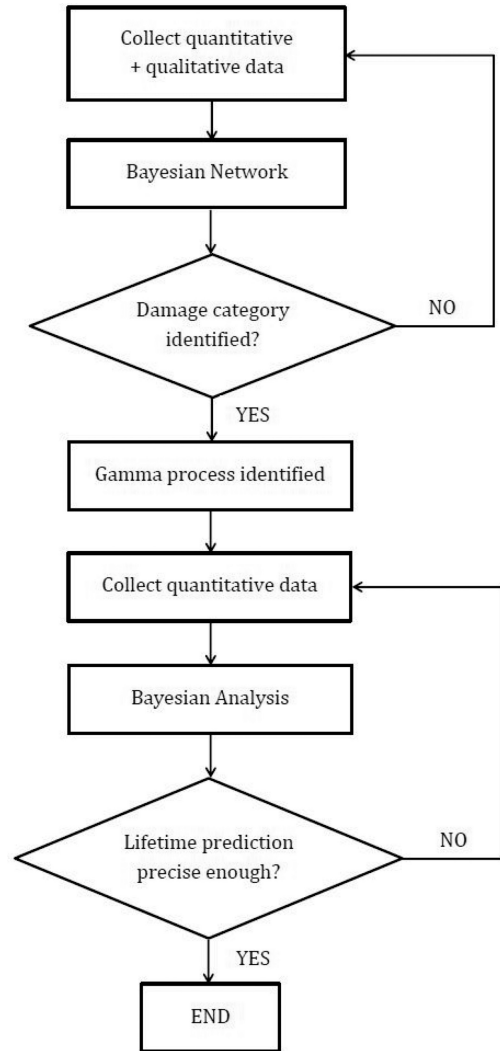 Collect quantitative
+ qualitative data
Bayesian Network
Damage category
identified?
NO
YES
Gamma process identified
Collect quantitative data
Bayesian Analysis
Lifetime prediction
precise enough?
NO
YES
END